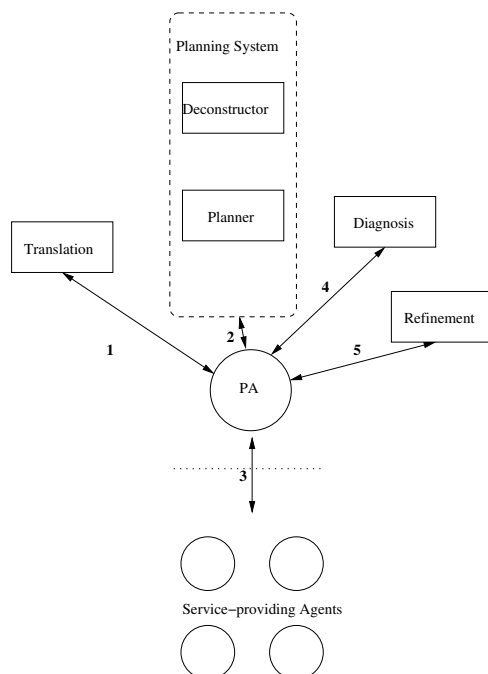 Planning System
Deconstructor
Planner
Translation
Diagnosis
Refinement
4
2
1
5
PA
3
Service-providing Agents